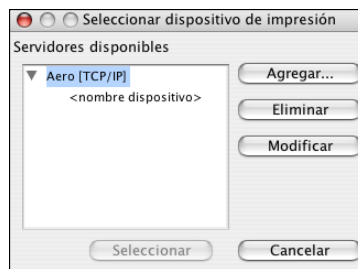 Seleccionar dispositivo de impresión
Servidores disponibles
Aero [TCP/IP]
<nombre dispositivo>
Agregar...
Eliminar
Modificar
Seleccionar
Cancelar